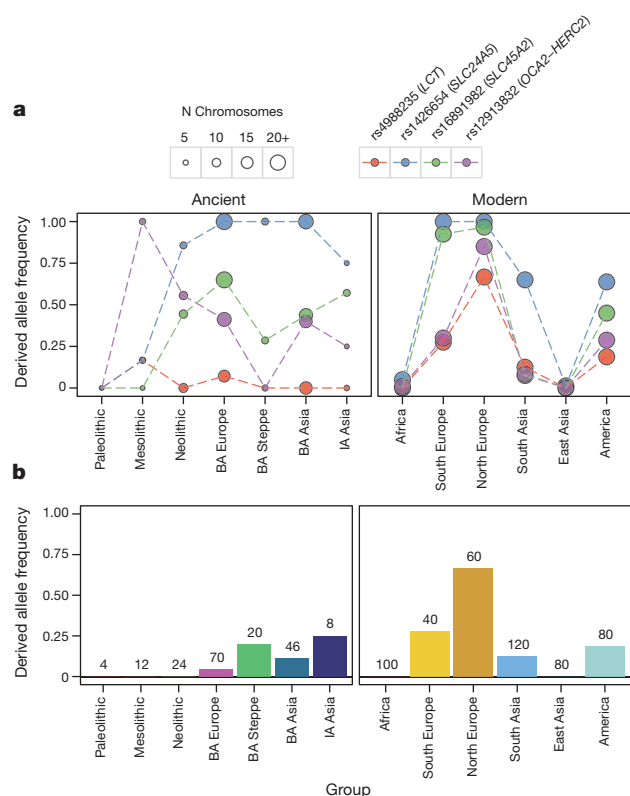 a
N Chromosomes
5 10 15 20+
rs4988235 (LCT)
rs1426654 (SLC24A5)
rs16891982 (SLC45A2)
rs12913832 (OCA2–HERC2)
Ancient
Modern
Derived allele frequency
1.00
0.75
0.50
0.25
0
Paleolithic
Mesolithic
Neolithic
BA Europe
BA Steppe
BA Asia
IA Asia
Africa
South Europe
North Europe
South Asia
East Asia
America
b
Derived allele frequency
1.00
0.75
0.50
0.25
0
4 12 24 70 20 46 8
100 40 60 120 80 80
Paleolithic
Mesolithic
Neolithic
BA Europe
BA Steppe
BA Asia
IA Asia
Africa
South Europe
North Europe
South Asia
East Asia
America
Group